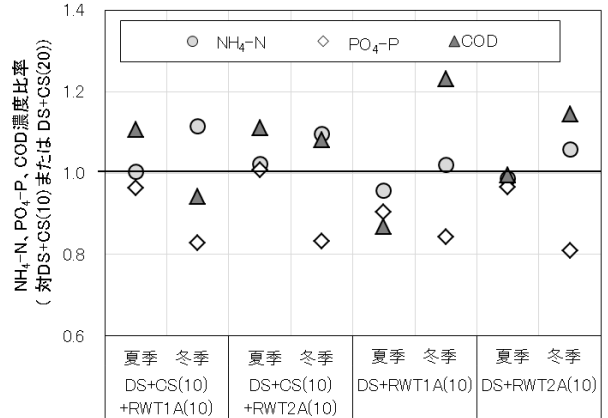 NH₄-N、PO₄-P、COD濃度比率
（ 対DS+CS(10) または DS+CS(20)）
1.4
1.2
1.0
0.8
0.6
NH₄-N PO₄-P COD
夏季 冬季 夏季 冬季 夏季 冬季 夏季 冬季
DS+CS(10) DS+CS(10) DS+RWT1A(10) DS+RWT2A(10)
+RWT1A(10) +RWT2A(10)